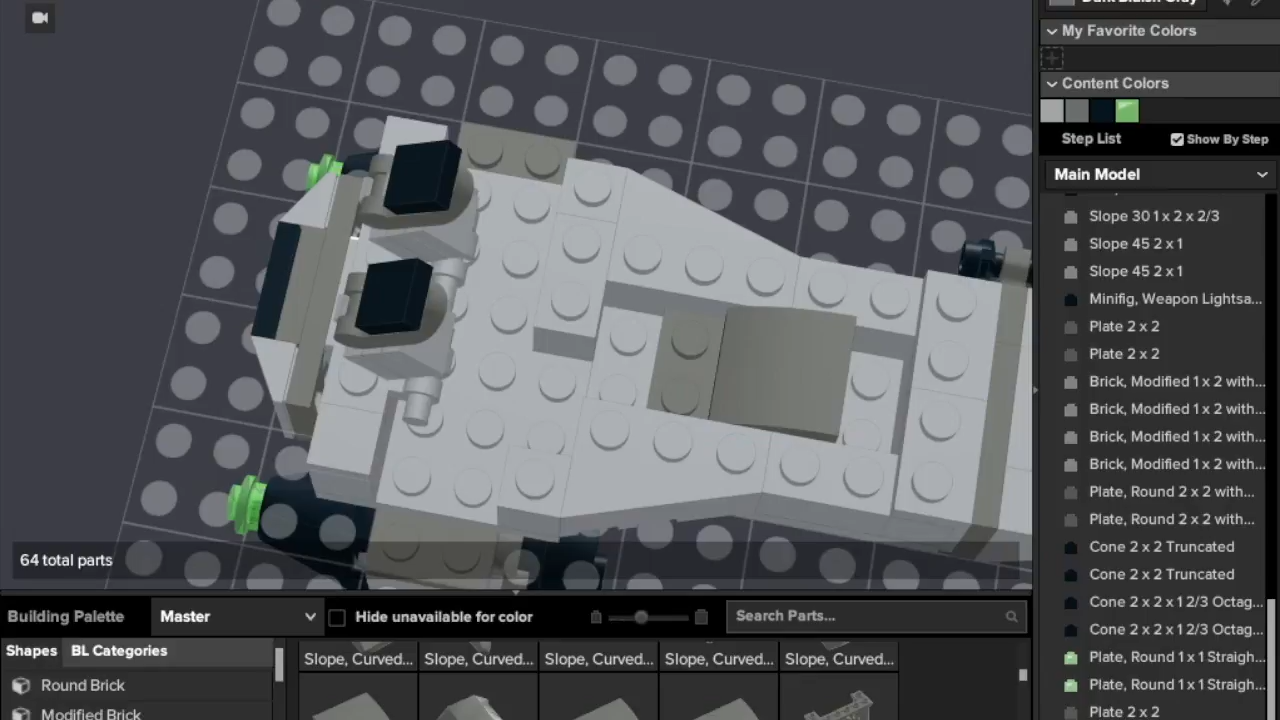 Dark Bluish Gray
My Favorite Colors
Content Colors
Step List
Show By Step
Main Model
Slope 30 1 x 2 x 2/3
Slope 45 2 x 1
Slope 45 2 x 1
Minifig, Weapon Lightsa...
Plate 2 x 2
Plate 2 x 2
Brick, Modified 1 x 2 with...
Brick, Modified 1 x 2 with...
Brick, Modified 1 x 2 with...
Brick, Modified 1 x 2 with...
Plate, Round 2 x 2 with...
Plate, Round 2 x 2 with...
Cone 2 x 2 Truncated
Cone 2 x 2 Truncated
Cone 2 x 2 x 1 2/3 Octag...
Cone 2 x 2 x 1 2/3 Octag...
Plate, Round 1 x 1 Straigh...
Plate, Round 1 x 1 Straigh...
Plate 2 x 2
64 total parts
Building Palette
Master
Hide unavailable for color
Search Parts...
Shapes
BL Categories
Round Brick
Modified Brick
Slope, Curved...
Slope, Curved...
Slope, Curved...
Slope, Curved...
Slope, Curved...